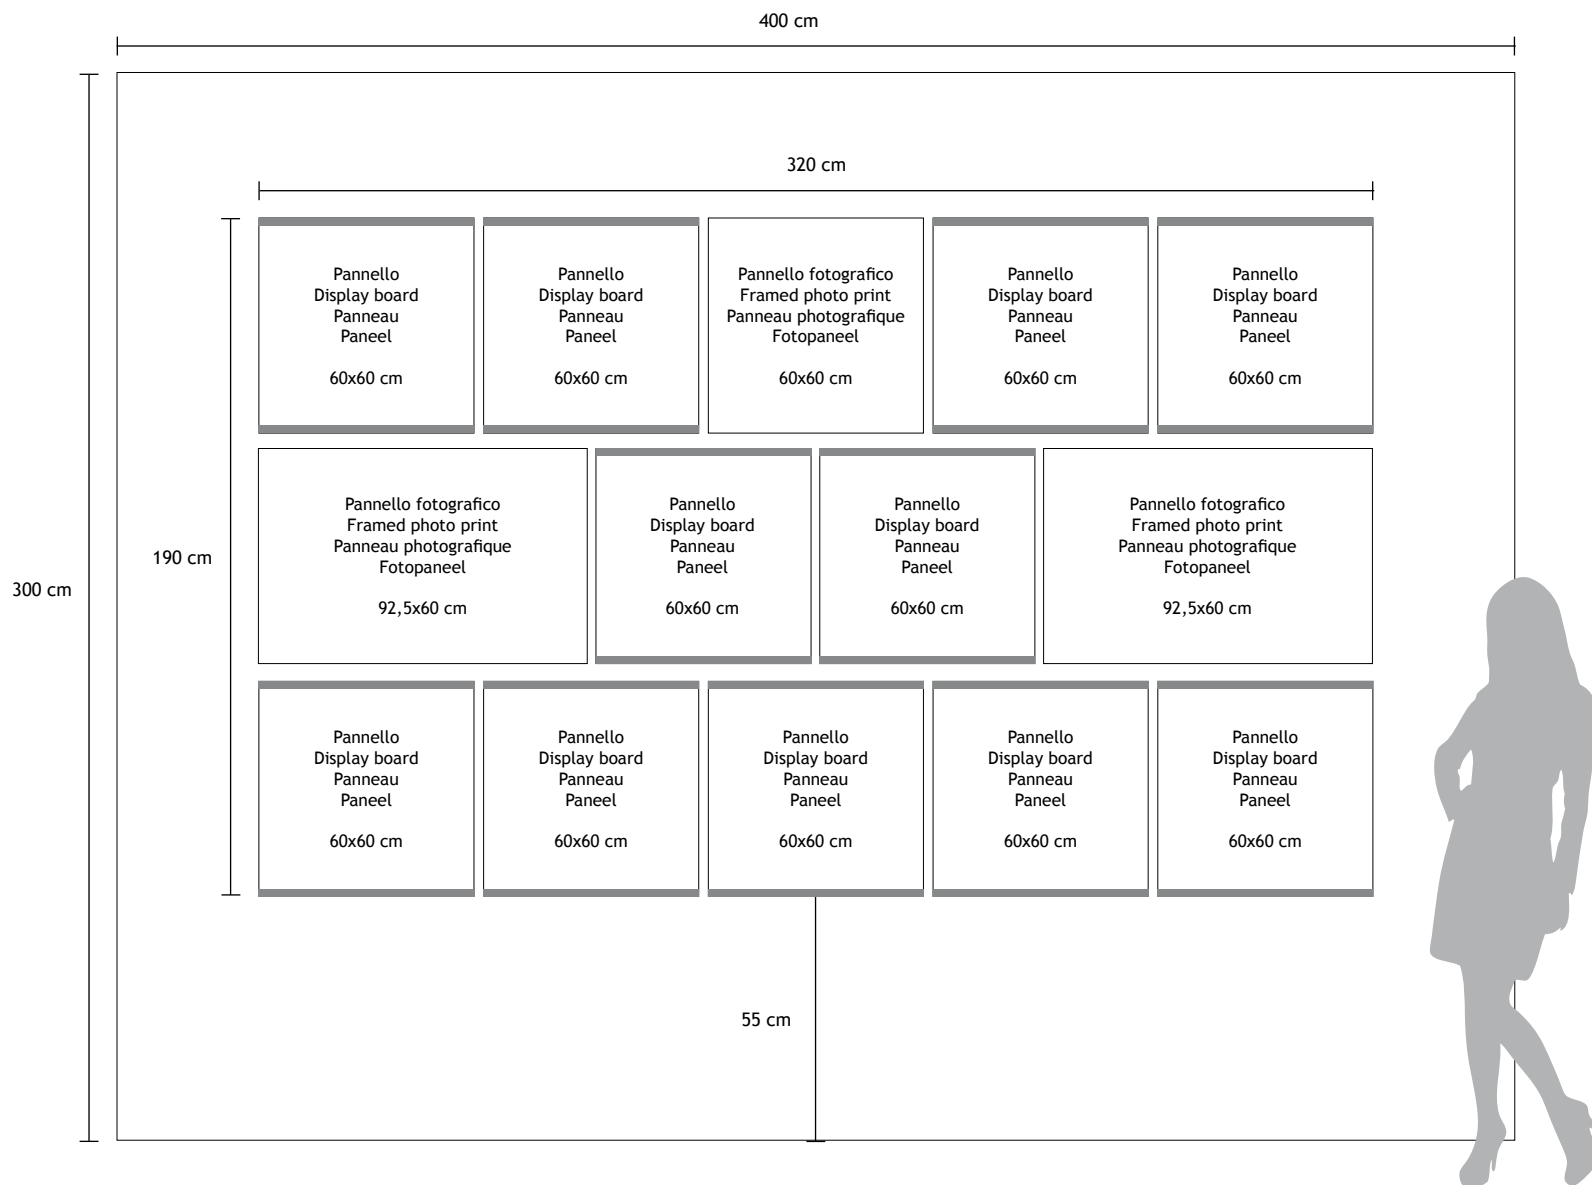 400 cm
320 cm
Pannello
Display board
Panneau
Paneel
60x60 cm
Pannello
Display board
Panneau
Paneel
60x60 cm
Pannello fotografico
Framed photo print
Panneau photografique
Fotopaneel
60x60 cm
Pannello
Display board
Panneau
Paneel
60x60 cm
Pannello
Display board
Panneau
Paneel
60x60 cm
190 cm
300 cm
Pannello fotografico
Framed photo print
Panneau photografique
Fotopaneel
92,5x60 cm
Pannello
Display board
Panneau
Paneel
60x60 cm
Pannello
Display board
Panneau
Paneel
60x60 cm
Pannello fotografico
Framed photo print
Panneau photografique
Fotopaneel
92,5x60 cm
Pannello
Display board
Panneau
Paneel
60x60 cm
Pannello
Display board
Panneau
Paneel
60x60 cm
Pannello
Display board
Panneau
Paneel
60x60 cm
Pannello
Display board
Panneau
Paneel
60x60 cm
Pannello
Display board
Panneau
Paneel
60x60 cm
55 cm